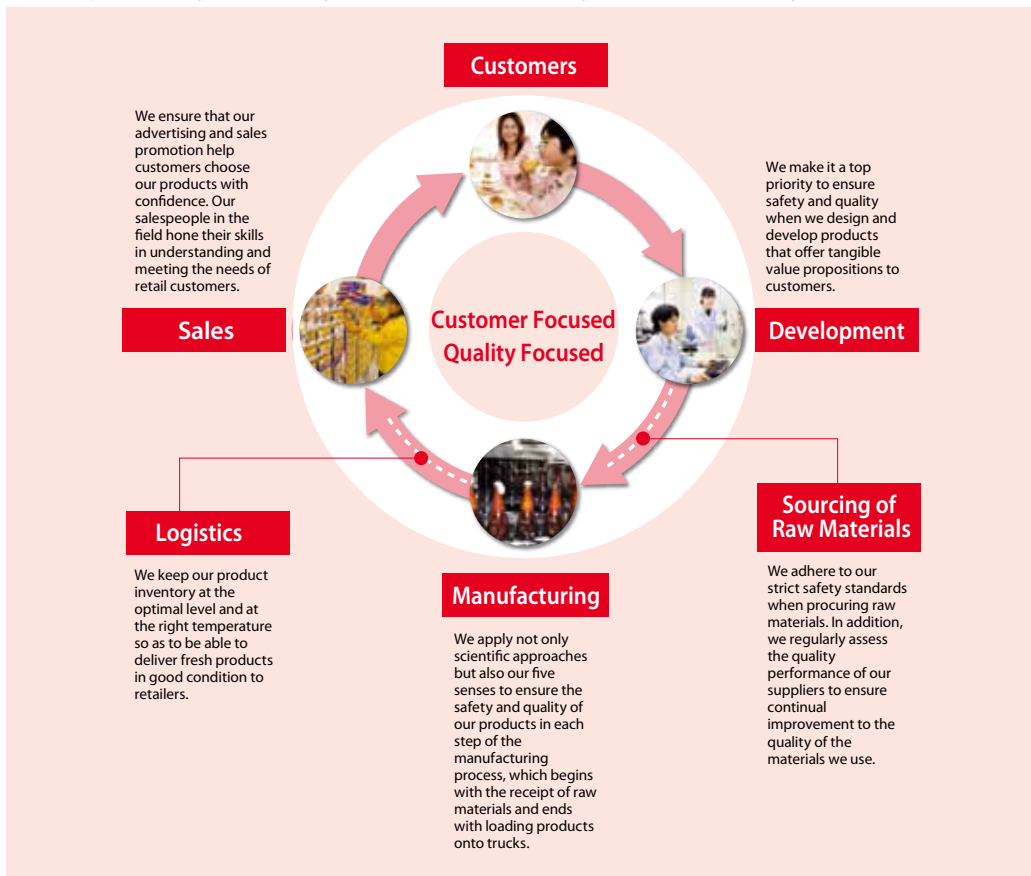 Customers
We ensure that our
advertising and sales
promotion help
customers choose
our products with
confidence. Our
salespeople in the
field hone their skills
in understanding and
meeting the needs of
retail customers.
Sales
We make it a top
priority to ensure
safety and quality
when we design and
develop products
that offer tangible
value propositions to
customers.
Development
Customer Focused
Quality Focused
Logistics
We keep our product
inventory at the
optimal level and at
the right temperature
so as to be able to
deliver fresh products
in good condition to
retailers.
Manufacturing
We apply not only
scientific approaches
but also our five
senses to ensure the
safety and quality of
our products in each
step of the
manufacturing
process, which begins
with the receipt of raw
materials and ends
with loading products
onto trucks.
Sourcing of
Raw Materials
We adhere to our
strict safety standards
when procuring raw
materials. In addition,
we regularly assess
the quality
performance of our
suppliers to ensure
continual
improvement to the
quality of the
materials we use.